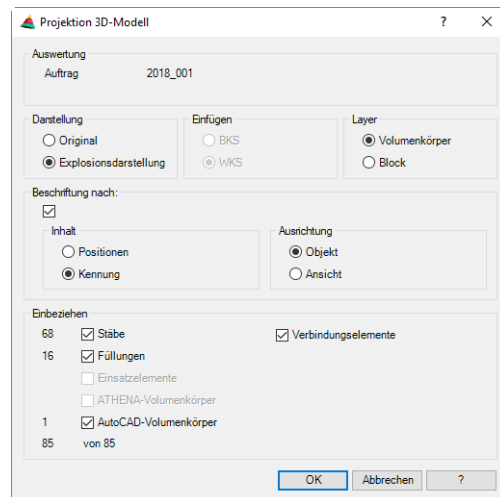 Projektion 3D-Modell ? ×
Auswertung
Auftrag 2018_001
Darstellung Einfügen Layer
Original BKS Volumenkörper
Explosionsdarstellung WKS Block
Beschriftung nach:
Inhalt Ausrichtung
Positionen Objekt
Kennung Ansicht
Einbeziehen
68 Stäbe Verbindungselemente
16 Füllungen
Einsatzelemente
ATHENA-Volumenkörper
1 AutoCAD-Volumenkörper
85 von 85
OK Abbrechen ?